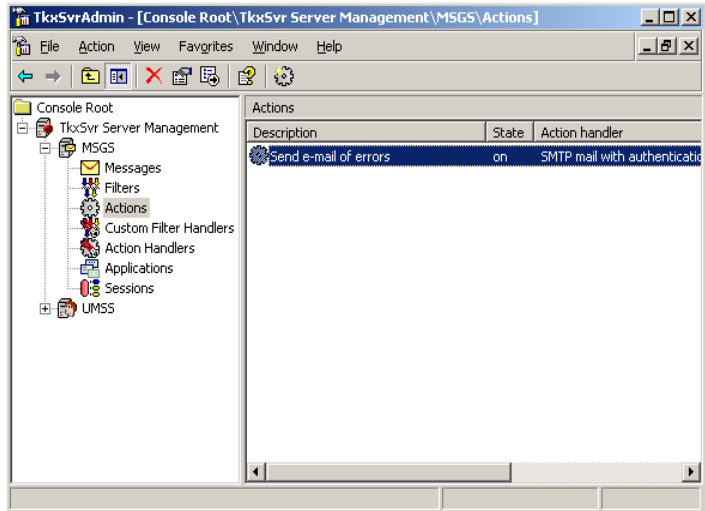 TkxSvrAdmin - [Console Root\TkxSvr Server Management\MSGS\Actions]
File Action View Favorites Window Help
Console Root
TkxSvr Server Management
MSGS
Messages
Filters
Actions
Custom Filter Handlers
Action Handlers
Applications
Sessions
UMSS
Actions
Description State Action handler
Send e-mail of errors on SMTP mail with authenticatio